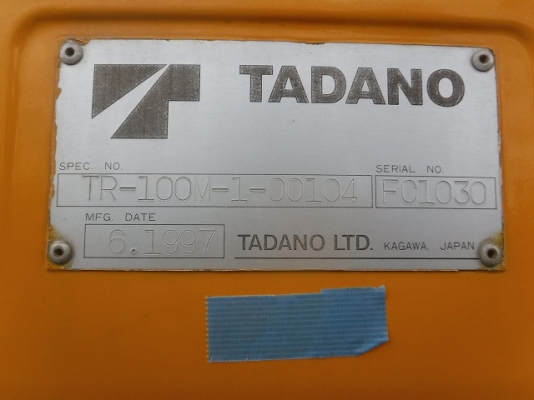 TADANO
SPEC. NO. SERIAL NO.
TR-100M-1-00104 FC1030
MFG. DATE
6.1997 TADANO LTD. KAGAWA, JAPAN